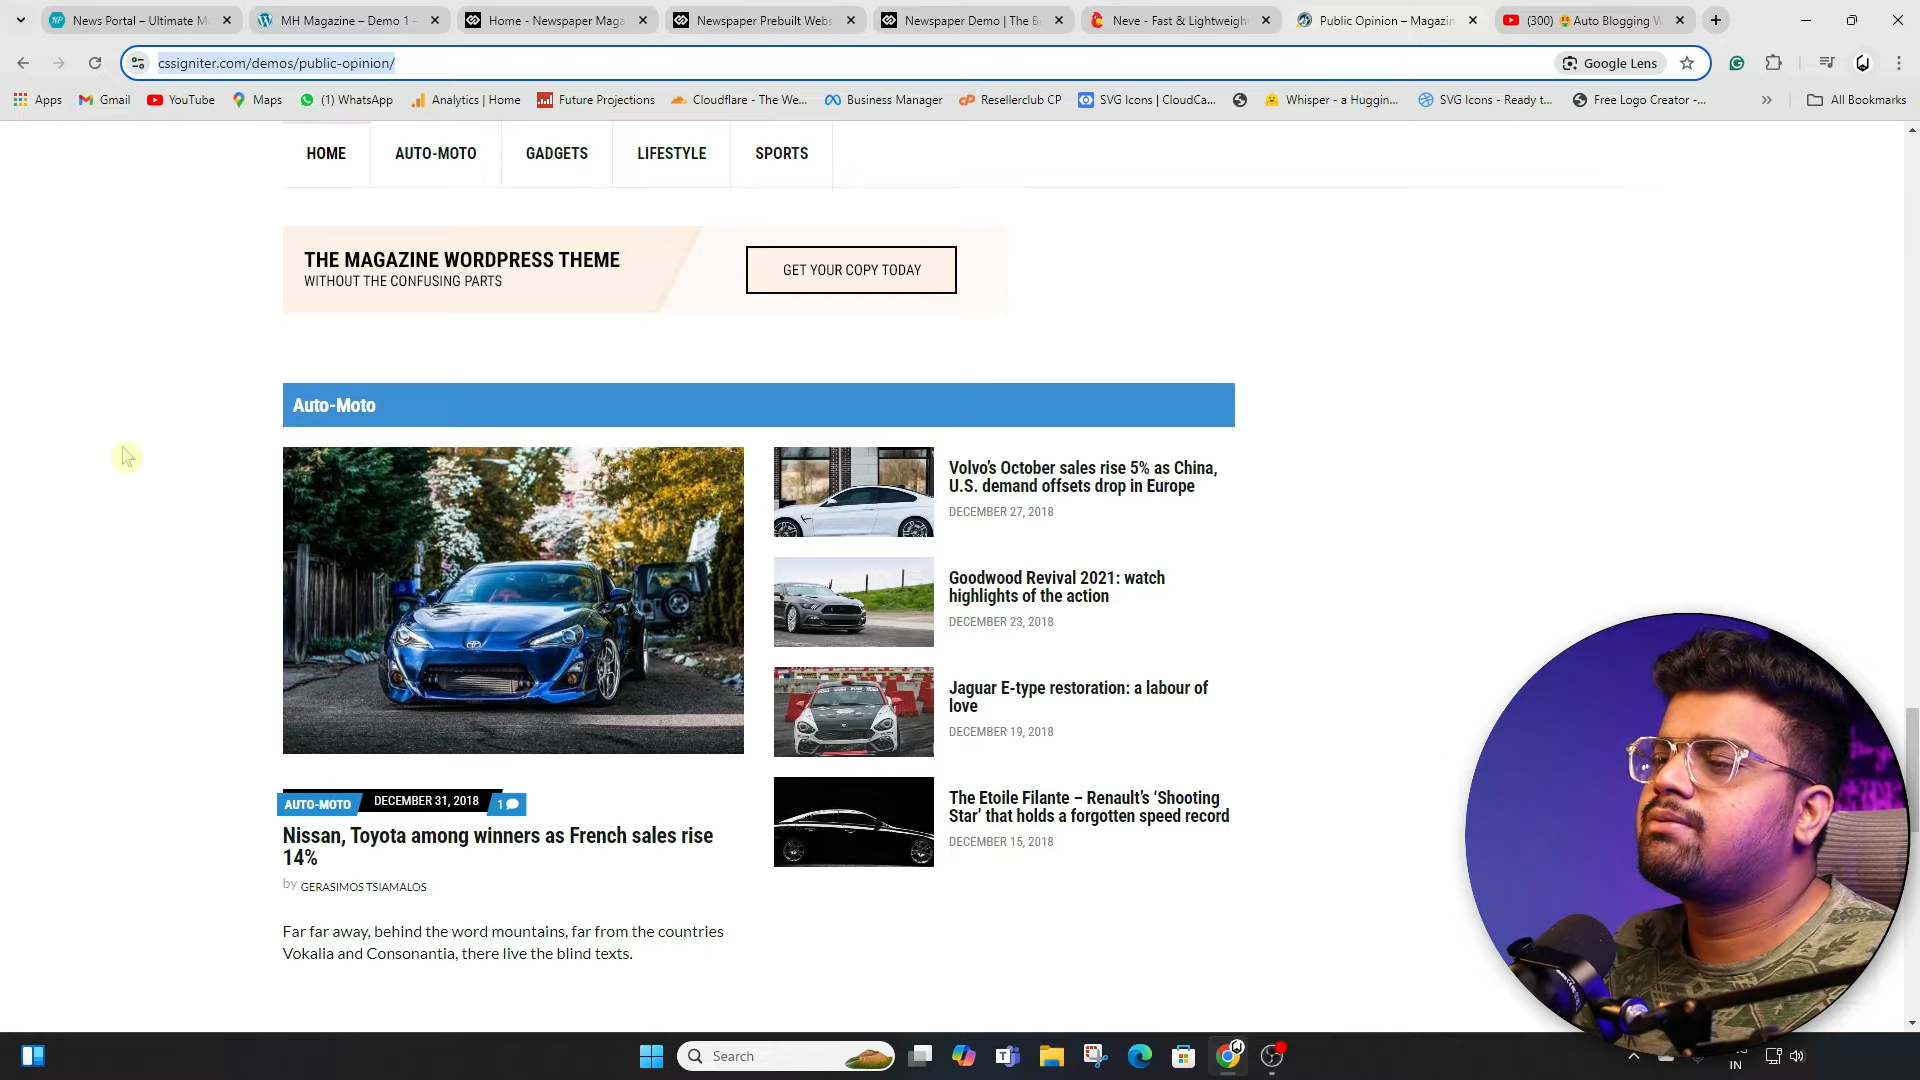 News Portal – Ultimate M
MH Magazine – Demo 1 –
Home - Newspaper Maga
Newspaper Prebuilt Webs
Newspaper Demo | The B
Neve - Fast & Lightweight
Public Opinion – Magazin
(300) 🤑Auto Blogging W
cssigniter.com/demos/public-opinion/
Google Lens
Apps
Gmail
YouTube
Maps
(1) WhatsApp
Analytics | Home
Future Projections
Cloudflare - The We...
Business Manager
Resellerclub CP
SVG Icons | CloudCa...
Whisper - a Huggin...
SVG Icons - Ready t...
Free Logo Creator -...
All Bookmarks
HOME
AUTO-MOTO
GADGETS
LIFESTYLE
SPORTS
THE MAGAZINE WORDPRESS THEME
WITHOUT THE CONFUSING PARTS
GET YOUR COPY TODAY
Auto-Moto
AUTO-MOTO
DECEMBER 31, 2018
1
Nissan, Toyota among winners as French sales rise
14%
by GERASIMOS TSIAMALOS
Far far away, behind the word mountains, far from the countries
Vokalia and Consonantia, there live the blind texts.
Volvo’s October sales rise 5% as China,
U.S. demand offsets drop in Europe
DECEMBER 27, 2018
Goodwood Revival 2021: watch
highlights of the action
DECEMBER 23, 2018
Jaguar E-type restoration: a labour of
love
DECEMBER 19, 2018
The Etoile Filante – Renault’s ‘Shooting
Star’ that holds a forgotten speed record
DECEMBER 15, 2018
Search
IN